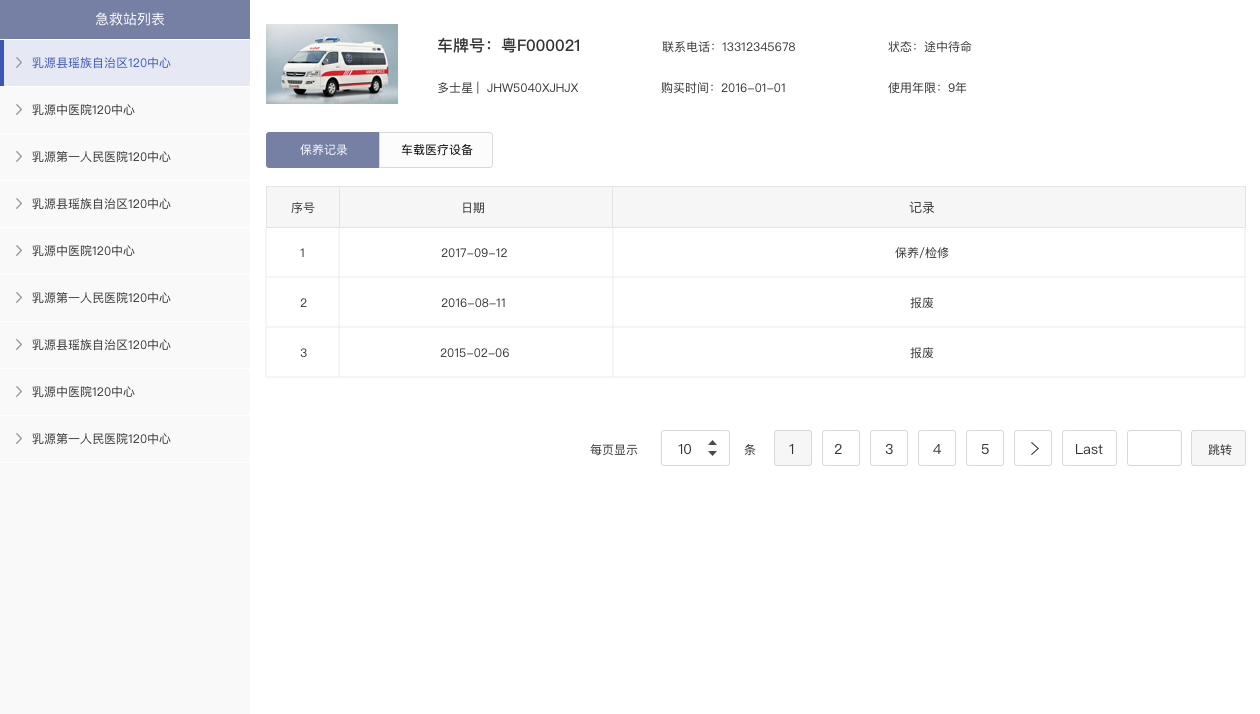 急救站列表
乳源县瑶族自治区120中心
乳源中医院120中心
乳源第一人民医院120中心
乳源县瑶族自治区120中心
乳源中医院120中心
乳源第一人民医院120中心
乳源县瑶族自治区120中心
乳源中医院120中心
乳源第一人民医院120中心
车牌号：粤F000021 联系电话：13312345678 状态：途中待命
多士星 | JHW5040XJHJX 购买时间：2016-01-01 使用年限：9年
保养记录 车载医疗设备
序号 日期 记录
1 2017-09-12 保养/检修
2 2016-08-11 报废
3 2015-02-06 报废
每页显示 10 条 1 2 3 4 5 > Last 跳转